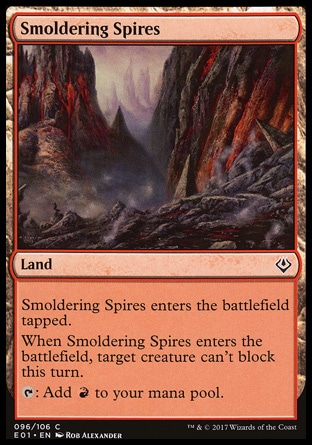 Smoldering Spires
Land
Smoldering Spires enters the battlefield
tapped.
When Smoldering Spires enters the
battlefield, target creature can't block
this turn.
: Add to your mana pool.
096/106 C
E01 • EN Rob Alexander
™ & © 2017 Wizards of the Coast